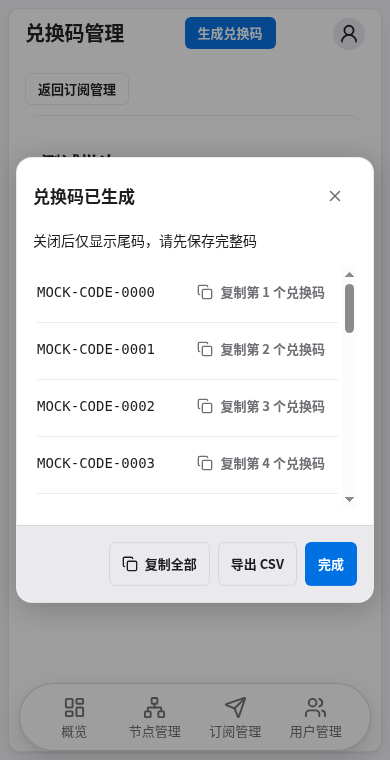 兑换码管理
生成兑换码
返回订阅管理
兑换码已生成
关闭后仅显示尾码，请先保存完整码
MOCK-CODE-0000 复制第 1 个兑换码
MOCK-CODE-0001 复制第 2 个兑换码
MOCK-CODE-0002 复制第 3 个兑换码
MOCK-CODE-0003 复制第 4 个兑换码
复制全部 导出 CSV 完成
概览 节点管理 订阅管理 用户管理